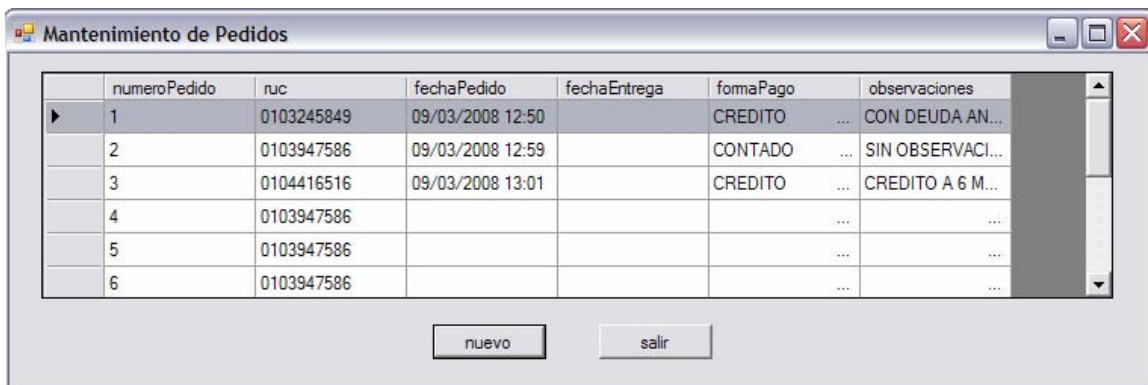 Mantenimiento de Pedidos
numeroPedido ruc fechaPedido fechaEntrega formaPago observaciones
1 0103245849 09/03/2008 12:50 CREDITO ... CON DEUDA AN...
2 0103947586 09/03/2008 12:59 CONTADO ... SIN OBSERVACI...
3 0104416516 09/03/2008 13:01 CREDITO ... CREDITO A 6 M...
4 0103947586 ... ...
5 0103947586 ... ...
6 0103947586 ... ...
nuevo salir